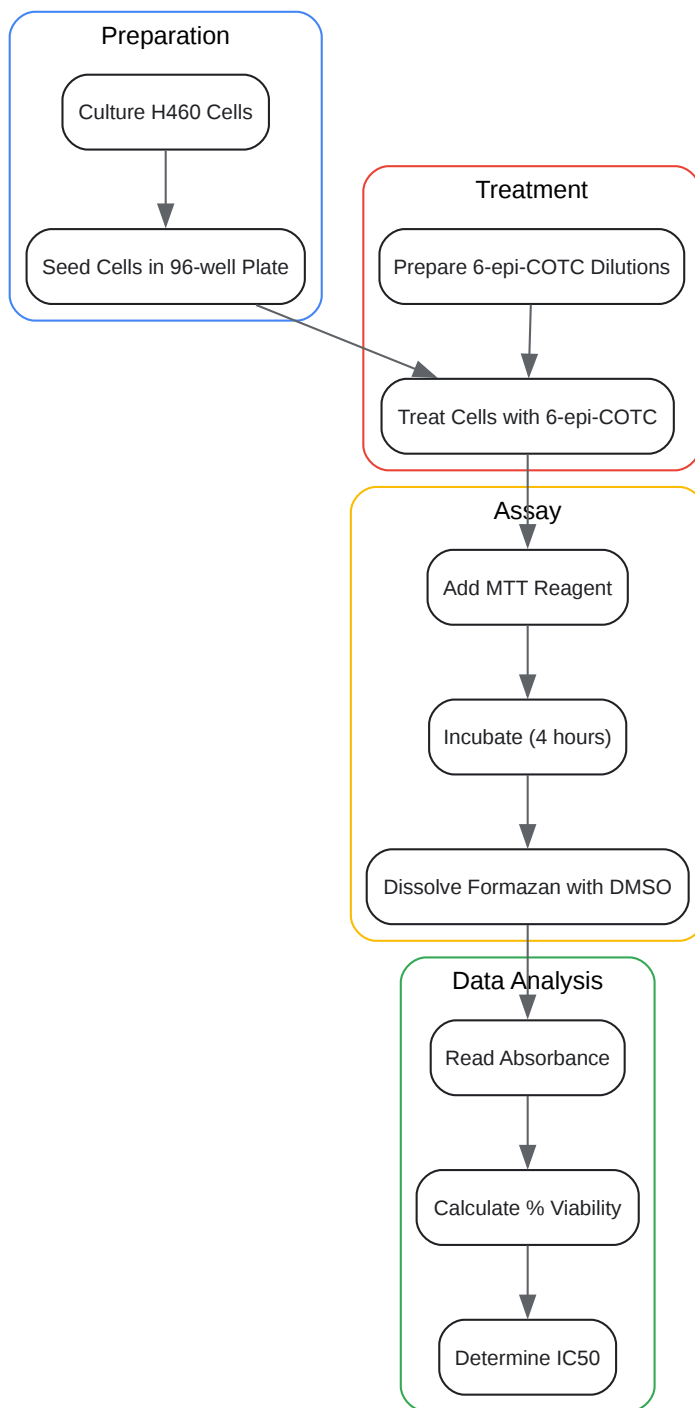 Preparation
Culture H460 Cells
Seed Cells in 96-well Plate
Treatment
Prepare 6-epi-COTC Dilutions
Treat Cells with 6-epi-COTC
Assay
Add MTT Reagent
Incubate (4 hours)
Dissolve Formazan with DMSO
Data Analysis
Read Absorbance
Calculate % Viability
Determine IC50